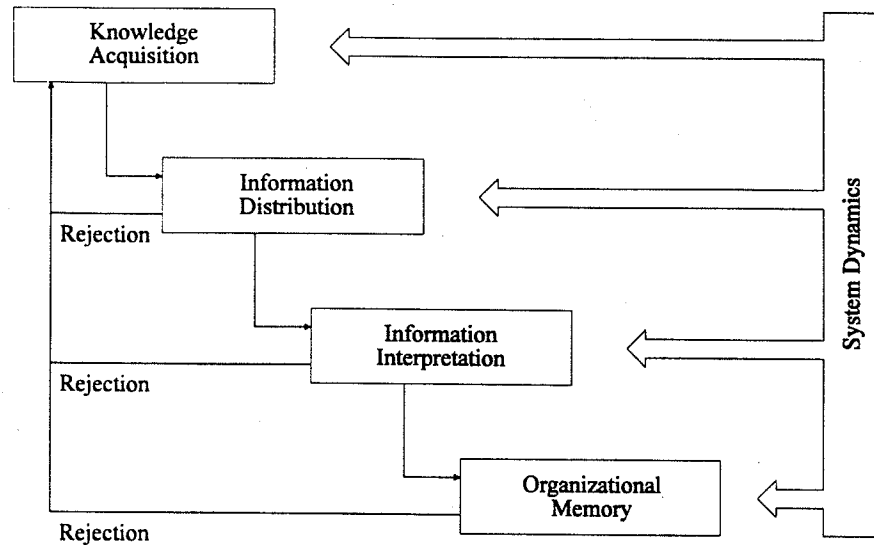 Knowledge
Acquisition
Information
Distribution
Rejection
Information
Interpretation
Rejection
Organizational
Memory
Rejection
System Dynamics